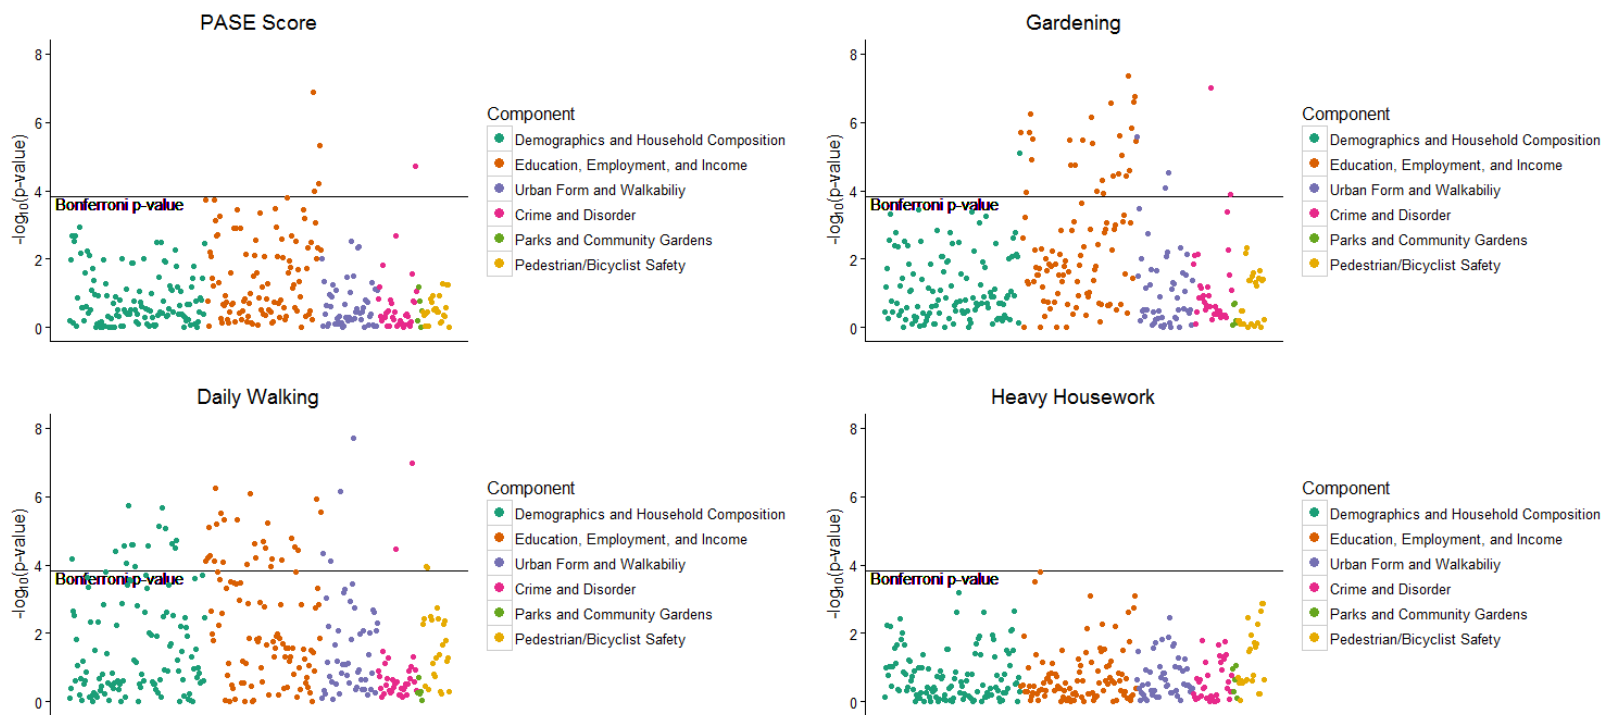 PASE Score
8
6
4
2
0
-log10(p-value)
Bonferroni p-value
Component
Demographics and Household Composition
Education, Employment, and Income
Urban Form and Walkabiliy
Crime and Disorder
Parks and Community Gardens
Pedestrian/Bicyclist Safety
Gardening
8
6
4
2
0
-log10(p-value)
Bonferroni p-value
Component
Demographics and Household Composition
Education, Employment, and Income
Urban Form and Walkabiliy
Crime and Disorder
Parks and Community Gardens
Pedestrian/Bicyclist Safety
Daily Walking
8
6
4
2
0
-log10(p-value)
Bonferroni p-value
Component
Demographics and Household Composition
Education, Employment, and Income
Urban Form and Walkabiliy
Crime and Disorder
Parks and Community Gardens
Pedestrian/Bicyclist Safety
Heavy Housework
8
6
4
2
0
-log10(p-value)
Bonferroni p-value
Component
Demographics and Household Composition
Education, Employment, and Income
Urban Form and Walkabiliy
Crime and Disorder
Parks and Community Gardens
Pedestrian/Bicyclist Safety